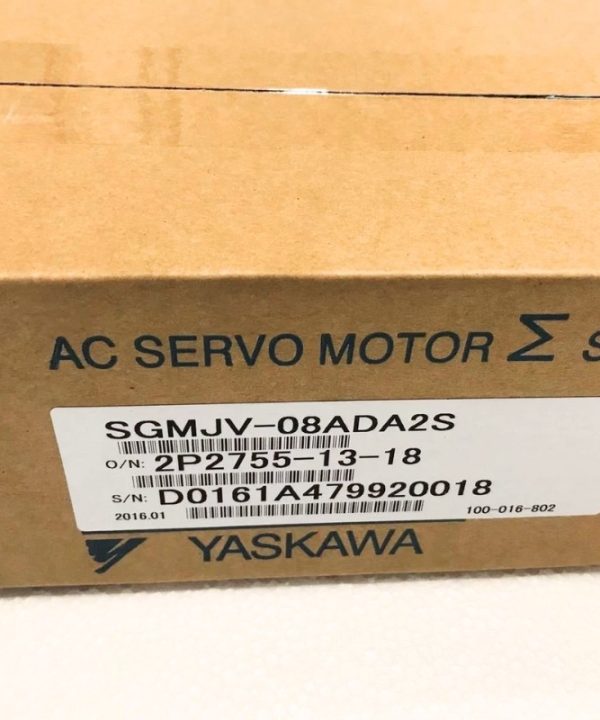 AC SERVO MOTOR Σ S
SGMJV-08ADA2S
O/N: 2P2755-13-18
S/N: D0161A479920018
2016.01 100-016-802
YASKAWA